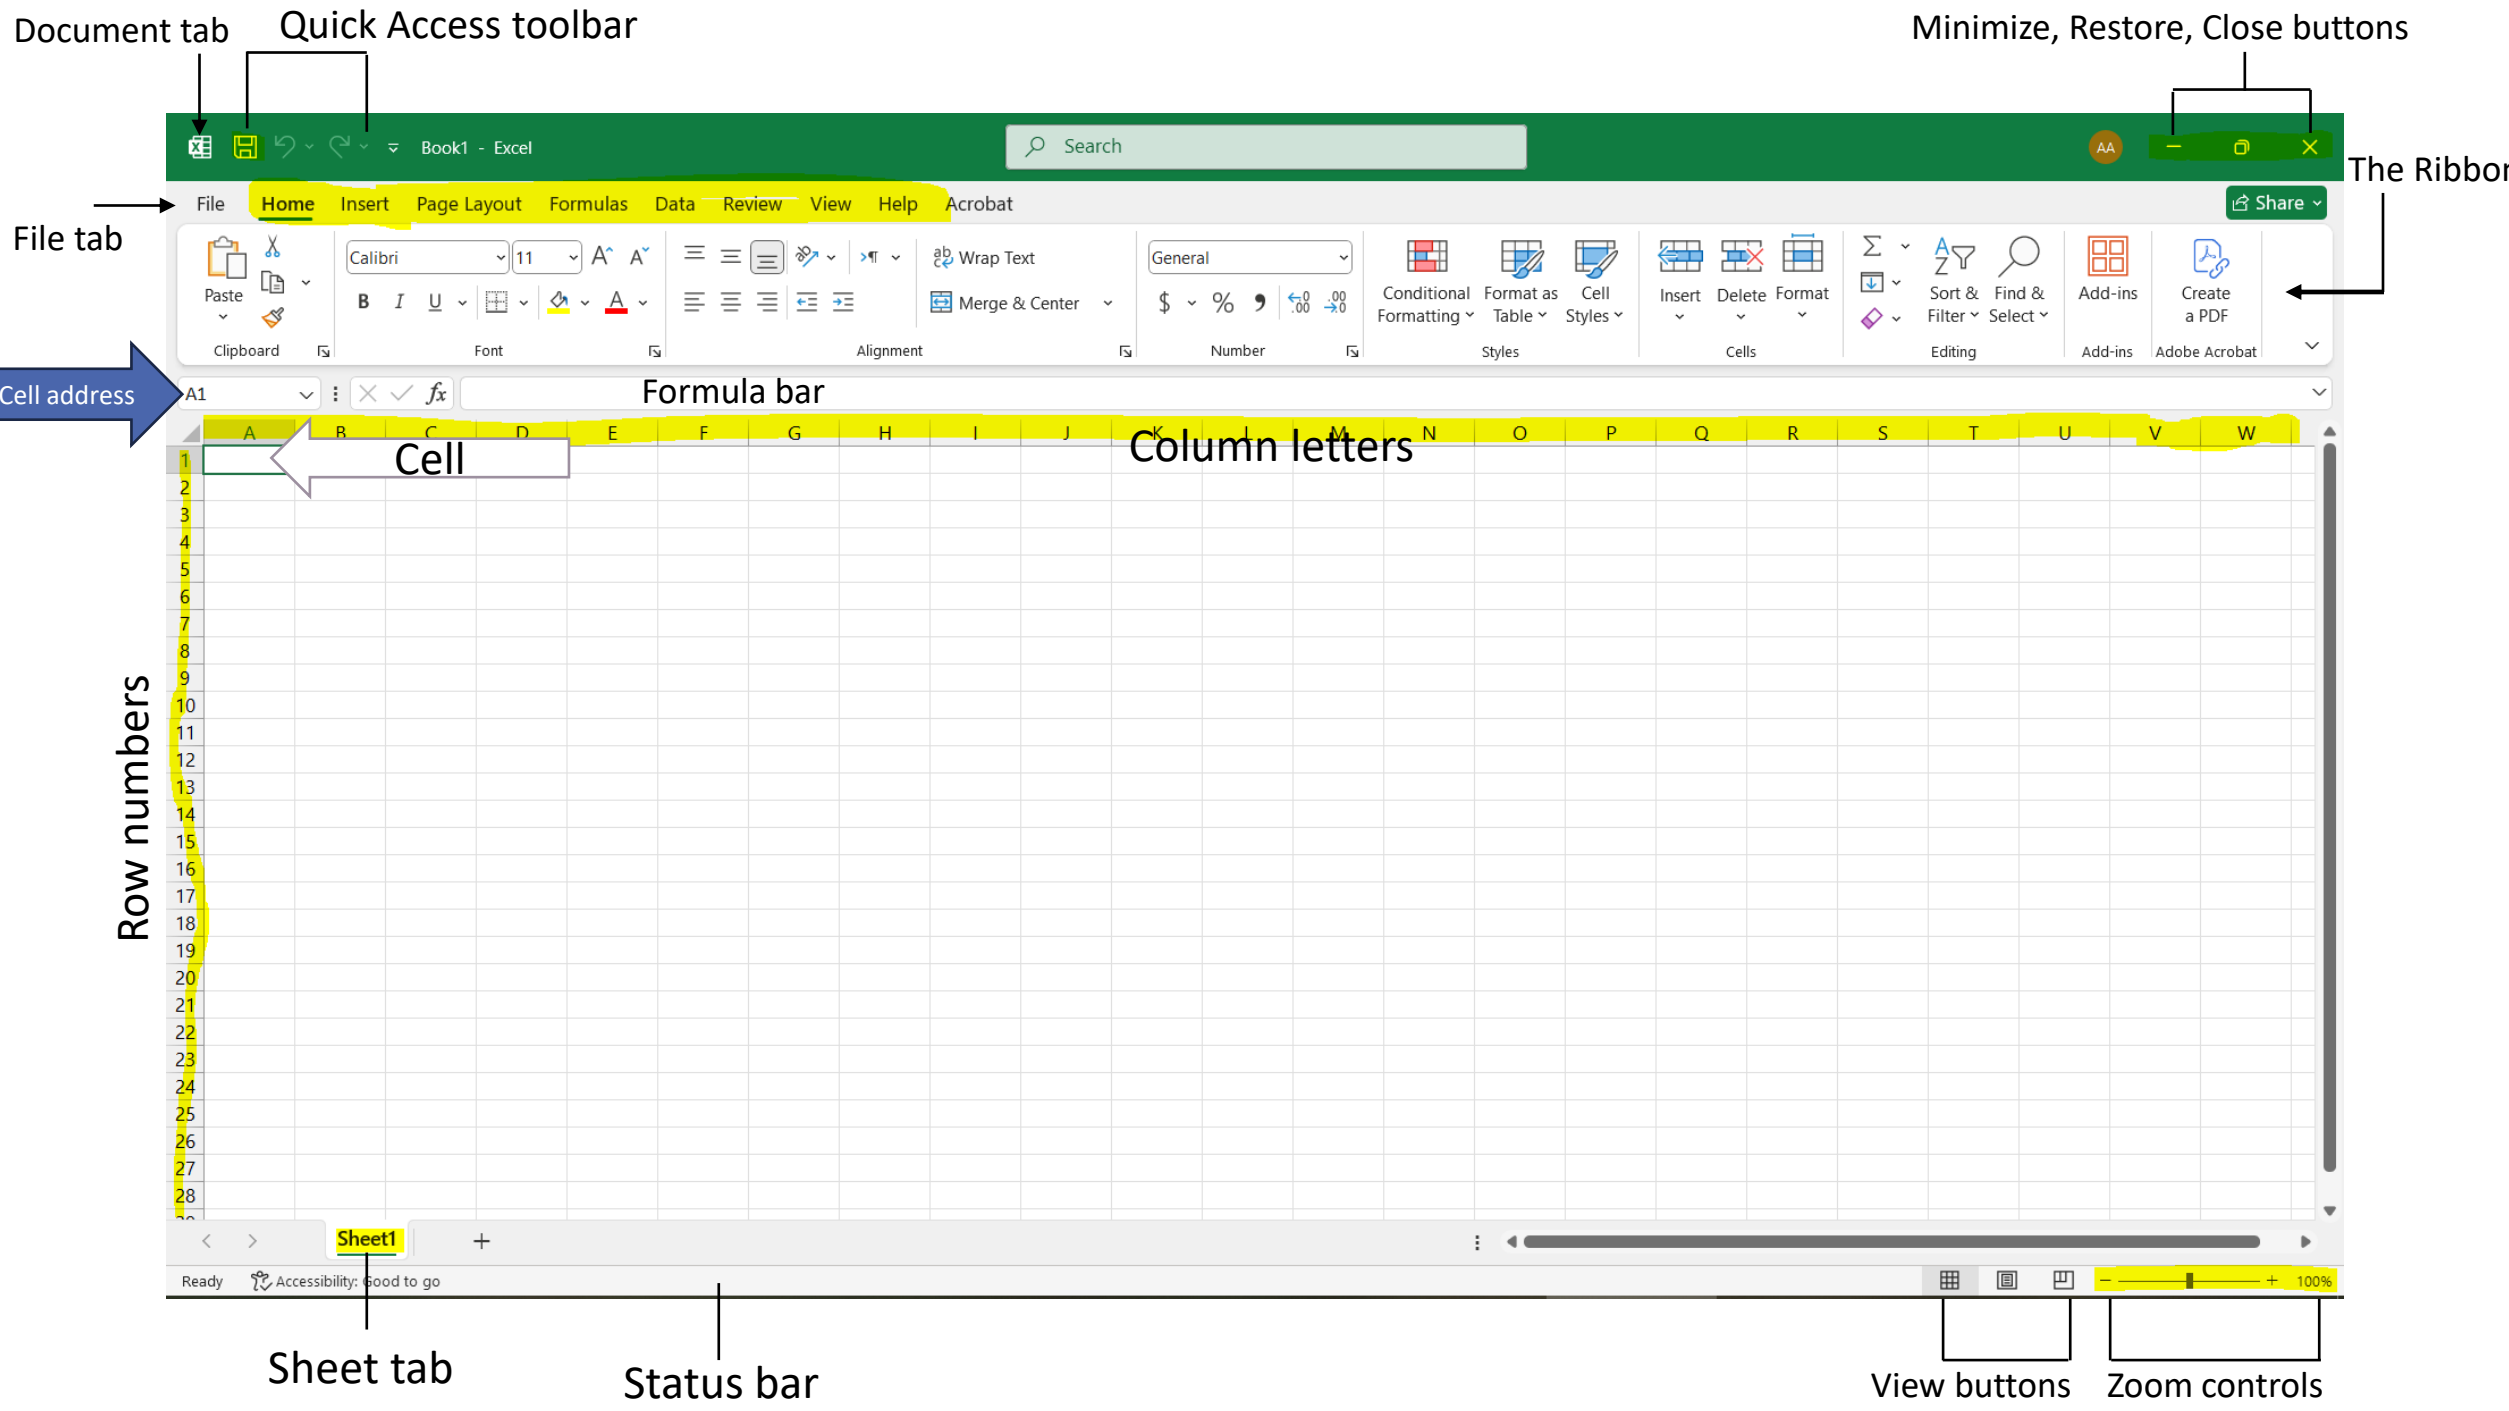 Document tab
Quick Access toolbar
Minimize, Restore, Close buttons
Book1 - Excel
Search
AA
The Ribbon
File Home Insert Page Layout Formulas Data Review View Help Acrobat
Share
File tab
Calibri 11 A A
ab Wrap Text
General
Paste
B I U A
Merge & Center
$ % 9 .00 .00
Conditional Formatting
Format as Table
Cell Styles
Insert Delete Format
Sort & Filter
Find & Select
Add-ins
Create a PDF
Clipboard Font Alignment Number Styles Cells Editing Add-ins Adobe Acrobat
Cell address
A1
fx
Formula bar
A B C D E F G H I J K L M N O P Q R S T U V W
Cell
Column letters
1
2
3
4
5
6
7
8
9
10
11
12
13
14
15
16
17
18
19
20
21
22
23
24
25
26
27
28
Row numbers
Sheet1 +
Ready Accessibility: Good to go
100%
Sheet tab
Status bar
View buttons
Zoom controls